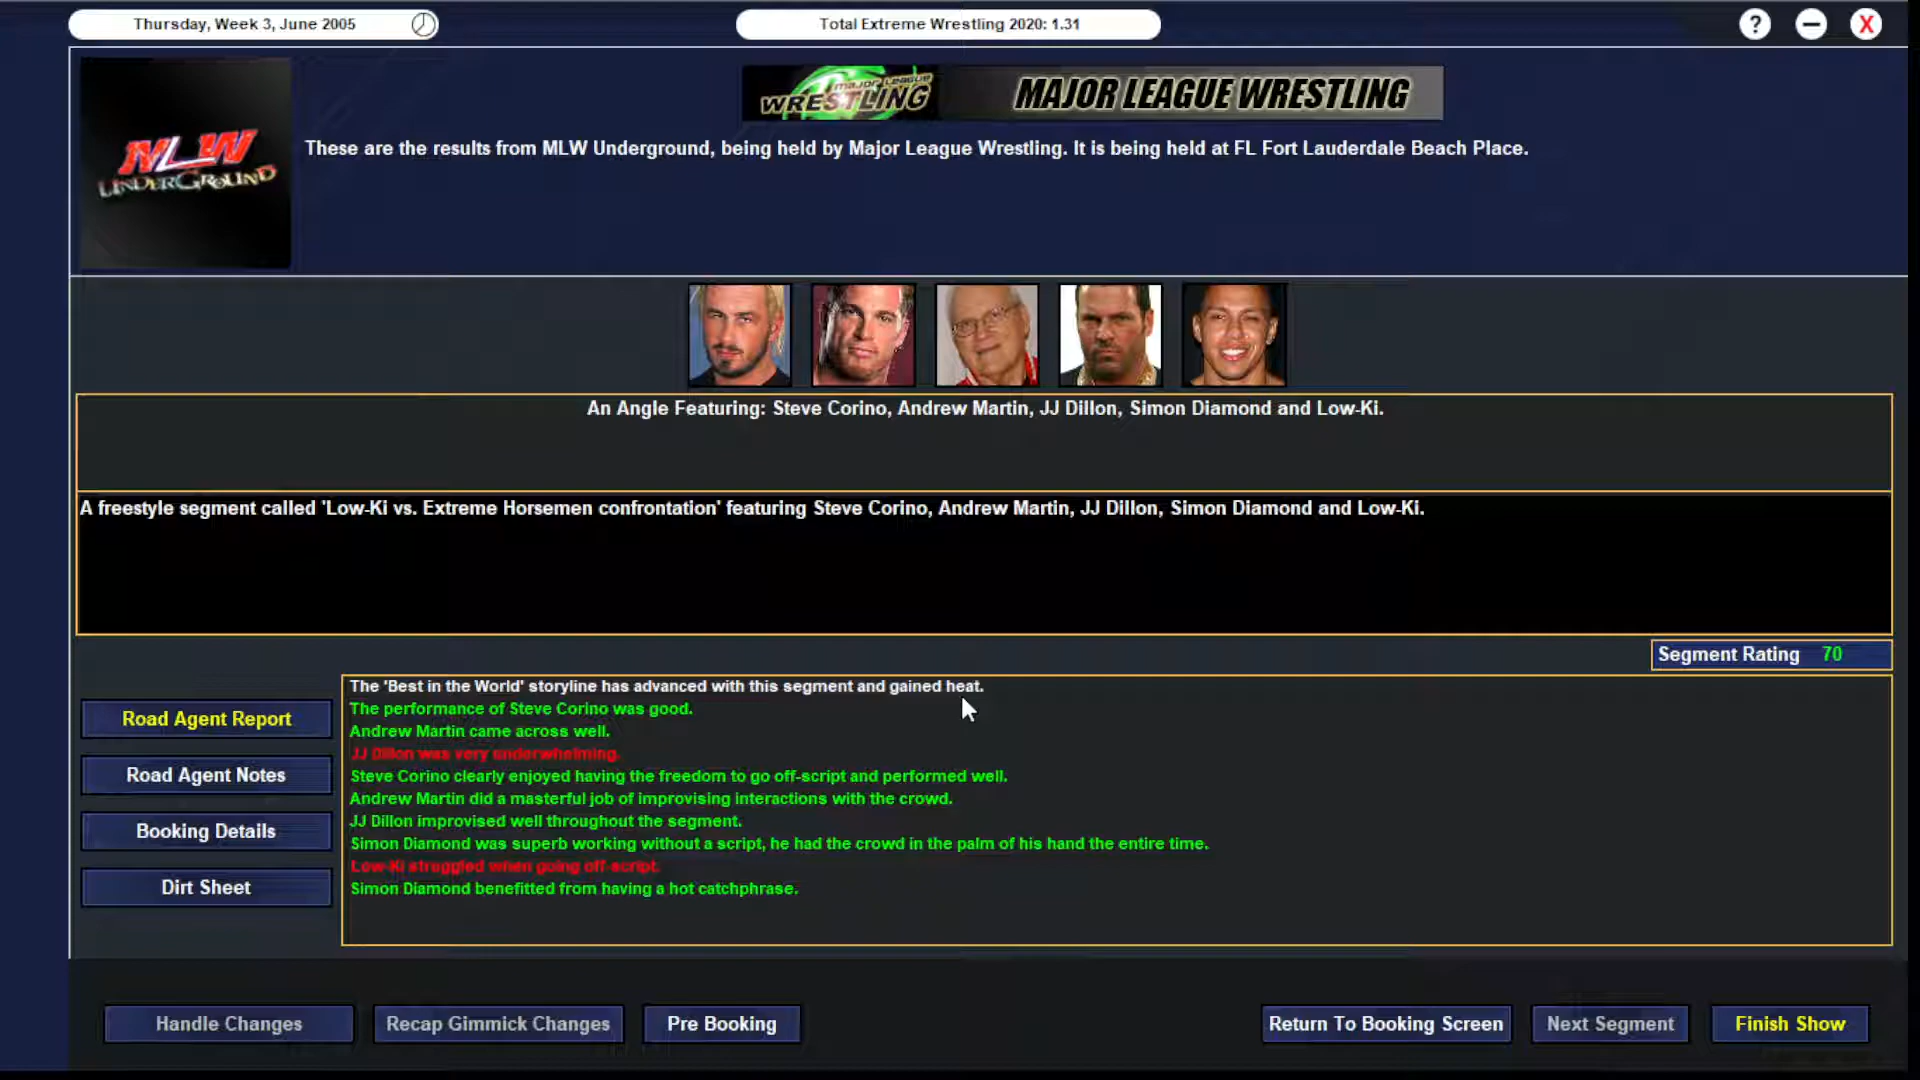 Thursday, Week 3, June 2005
Total Extreme Wrestling 2020: 1.31
?
X
MLW
UNDERGROUND
MAJOR LEAGUE
WRESTLING
MAJOR LEAGUE WRESTLING
These are the results from MLW Underground, being held by Major League Wrestling. It is being held at FL Fort Lauderdale Beach Place.
An Angle Featuring: Steve Corino, Andrew Martin, JJ Dillon, Simon Diamond and Low-Ki.
A freestyle segment called 'Low-Ki vs. Extreme Horsemen confrontation' featuring Steve Corino, Andrew Martin, JJ Dillon, Simon Diamond and Low-Ki.
Segment Rating 70
The 'Best in the World' storyline has advanced with this segment and gained heat.
The performance of Steve Corino was good.
Andrew Martin came across well.
JJ Dillon was very underwhelming.
Steve Corino clearly enjoyed having the freedom to go off-script and performed well.
Andrew Martin did a masterful job of improvising interactions with the crowd.
JJ Dillon improvised well throughout the segment.
Simon Diamond was superb working without a script, he had the crowd in the palm of his hand the entire time.
Low-Ki struggled when going off-script.
Simon Diamond benefitted from having a hot catchphrase.
Road Agent Report
Road Agent Notes
Booking Details
Dirt Sheet
Handle Changes
Recap Gimmick Changes
Pre Booking
Return To Booking Screen
Next Segment
Finish Show